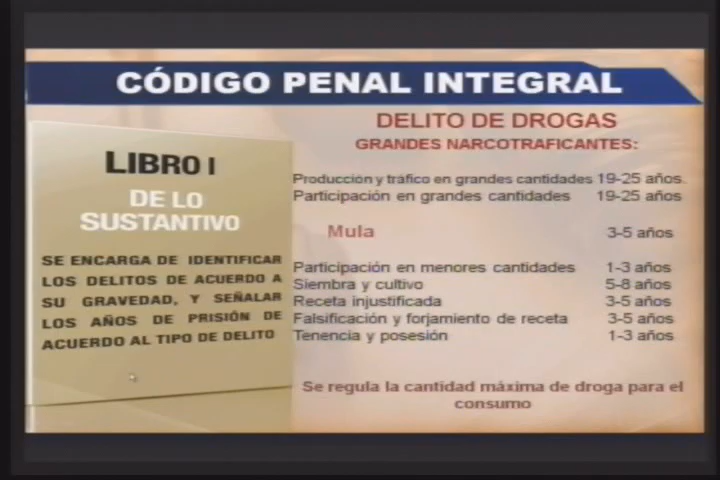 CÓDIGO PENAL INTEGRAL
LIBRO I
DE LO
SUSTANTIVO
SE ENCARGA DE IDENTIFICAR
LOS DELITOS DE ACUERDO A
SU GRAVEDAD, Y SEÑALAR
LOS AÑOS DE PRISIÓN DE
ACUERDO AL TIPO DE DELITO
DELITO DE DROGAS
GRANDES NARCOTRAFICANTES:
Producción y tráfico en grandes cantidades 19-25 años.
Participación en grandes cantidades 19-25 años
Mula 3-5 años
Participación en menores cantidades 1-3 años
Siembra y cultivo 5-8 años
Receta injustificada 3-5 años
Falsificación y forjamiento de receta 3-5 años
Tenencia y posesión 1-3 años
Se regula la cantidad máxima de droga para el
consumo